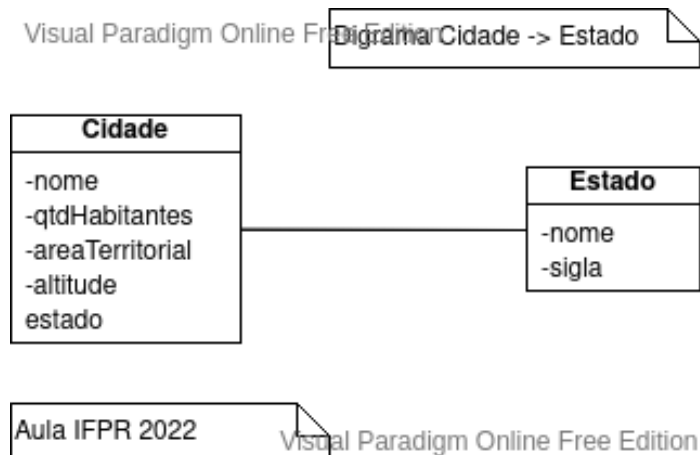 Visual Paradigm Online Free Edition
Digrama Cidade -> Estado
Cidade
-nome
-qtdHabitantes
-areaTerritorial
-altitude
estado
Estado
-nome
-sigla
Aula IFPR 2022
Visual Paradigm Online Free Edition